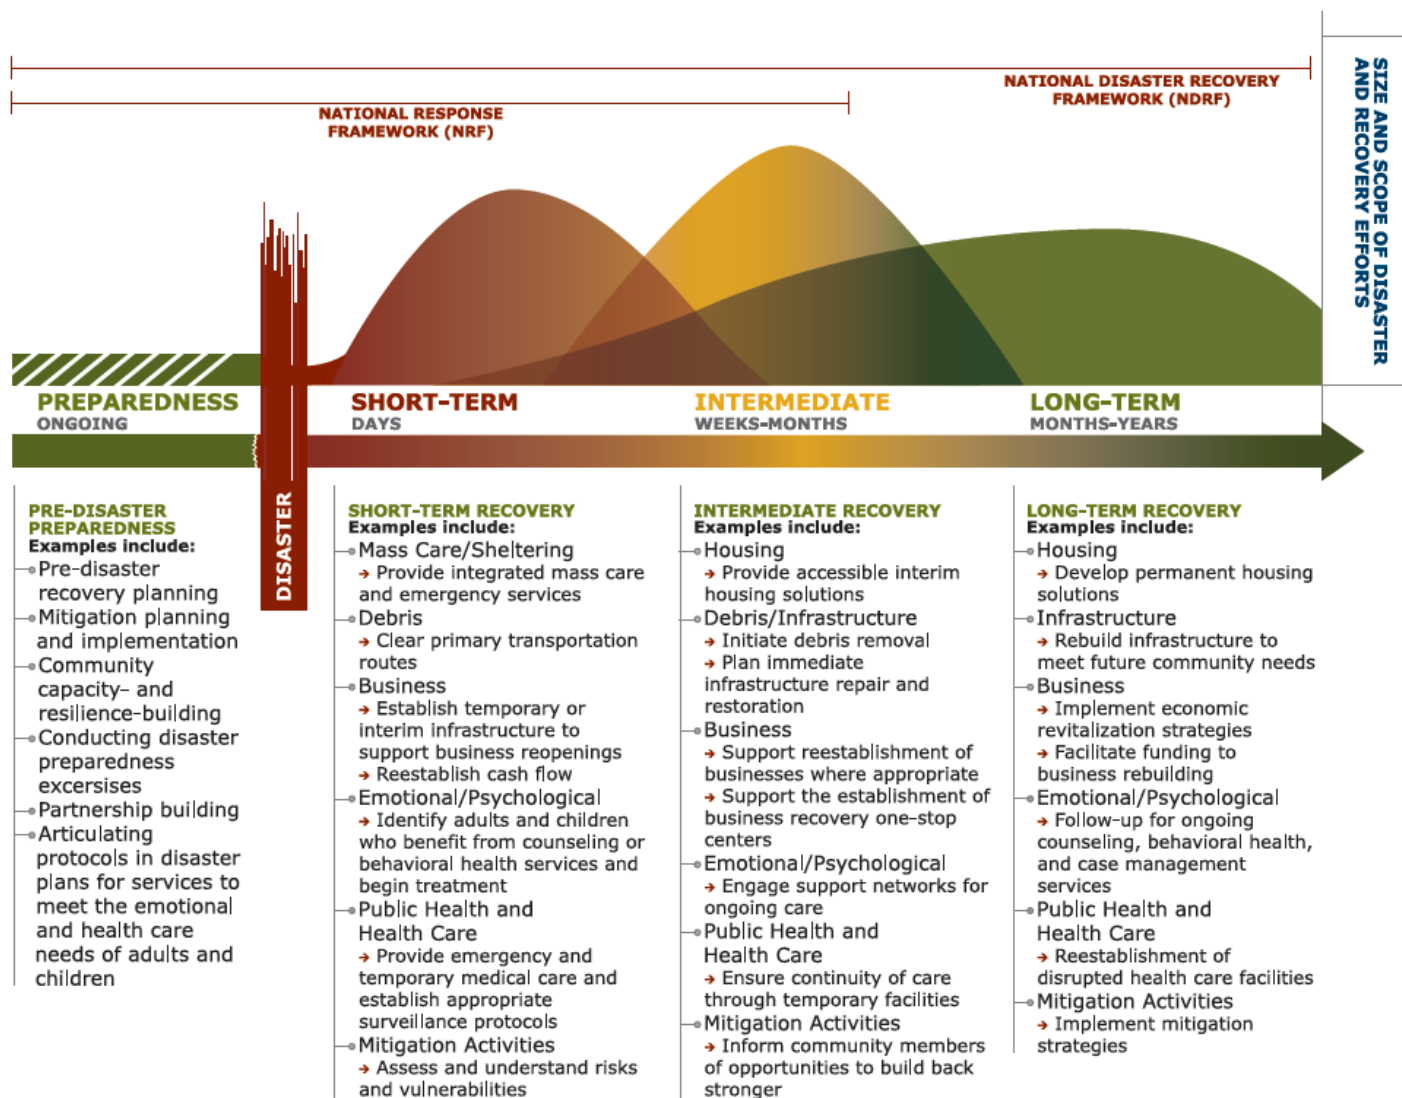 NATIONAL DISASTER RECOVERY
FRAMEWORK (NDRF)
NATIONAL RESPONSE
FRAMEWORK (NRF)
SIZE AND SCOPE OF DISASTER
AND RECOVERY EFFORTS
PREPAREDNESS
ONGOING
SHORT-TERM
DAYS
INTERMEDIATE
WEEKS-MONTHS
LONG-TERM
MONTHS-YEARS
DISASTER
PRE-DISASTER
PREPAREDNESS
Examples include:
Pre-disaster
recovery planning
Mitigation planning
and implementation
Community
capacity- and
resilience-building
Conducting disaster
preparedness
excersises
Partnership building
Articulating
protocols in disaster
plans for services to
meet the emotional
and health care
needs of adults and
children
SHORT-TERM RECOVERY
Examples include:
Mass Care/Sheltering
→ Provide integrated mass care
and emergency services
Debris
→ Clear primary transportation
routes
Business
→ Establish temporary or
interim infrastructure to
support business reopenings
→ Reestablish cash flow
Emotional/Psychological
→ Identify adults and children
who benefit from counseling or
behavioral health services and
begin treatment
Public Health and
Health Care
→ Provide emergency and
temporary medical care and
establish appropriate
surveillance protocols
Mitigation Activities
→ Assess and understand risks
and vulnerabilities
INTERMEDIATE RECOVERY
Examples include:
Housing
→ Provide accessible interim
housing solutions
Debris/Infrastructure
→ Initiate debris removal
→ Plan immediate
infrastructure repair and
restoration
Business
→ Support reestablishment of
businesses where appropriate
→ Support the establishment of
business recovery one-stop
centers
Emotional/Psychological
→ Engage support networks for
ongoing care
Public Health and
Health Care
→ Ensure continuity of care
through temporary facilities
Mitigation Activities
→ Inform community members
of opportunities to build back
stronger
LONG-TERM RECOVERY
Examples include:
Housing
→ Develop permanent housing
solutions
Infrastructure
→ Rebuild infrastructure to
meet future community needs
Business
→ Implement economic
revitalization strategies
→ Facilitate funding to
business rebuilding
Emotional/Psychological
→ Follow-up for ongoing
counseling, behavioral health,
and case management
services
Public Health and
Health Care
→ Reestablishment of
disrupted health care facilities
Mitigation Activities
→ Implement mitigation
strategies